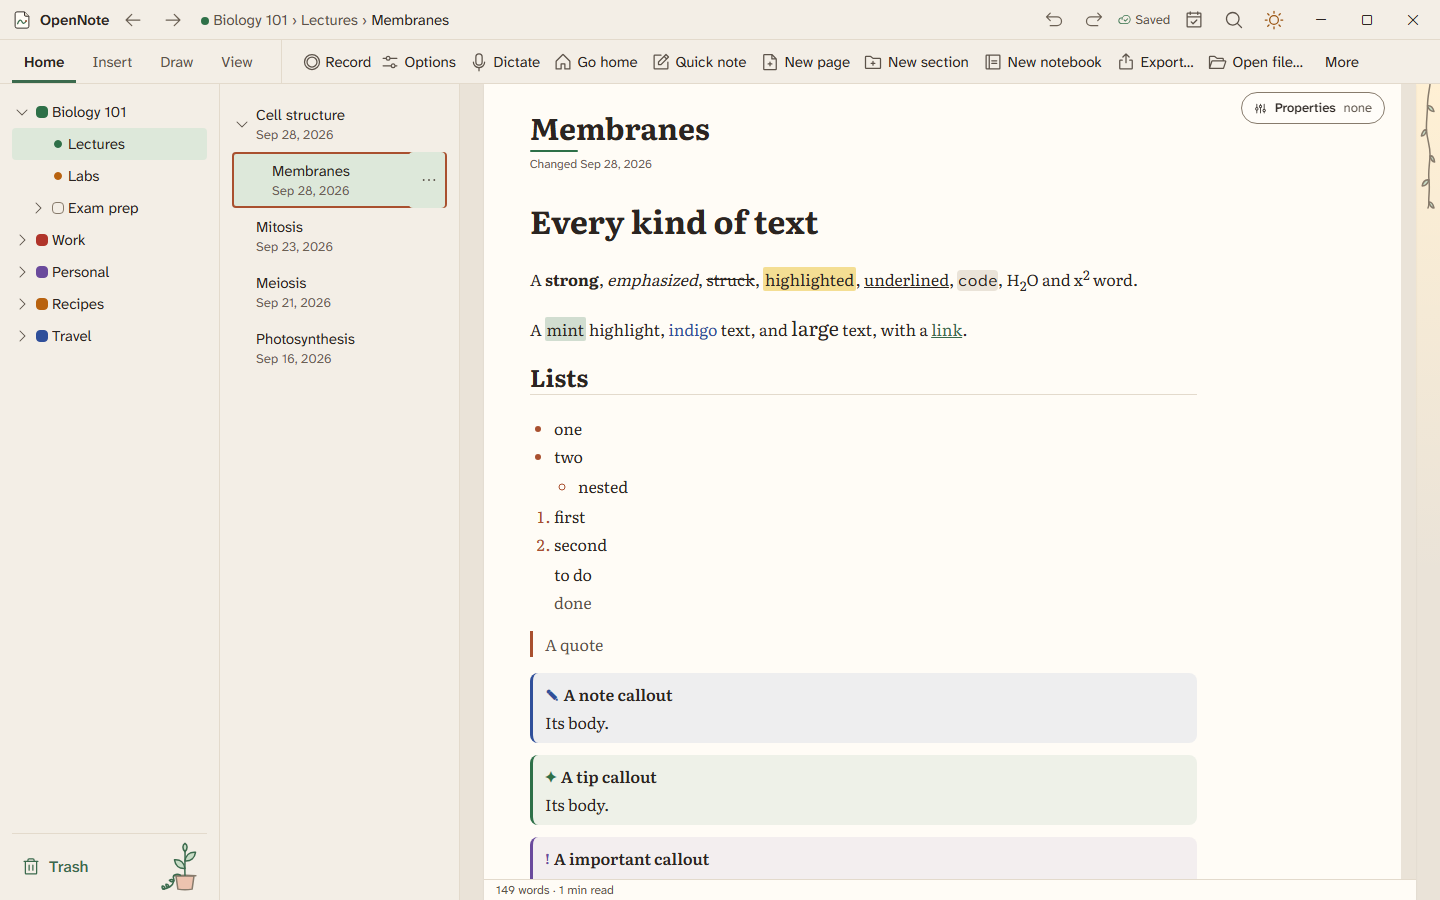 OpenNote
Biology 101 › Lectures › Membranes
Saved
Home Insert Draw View
Record Options Dictate Go home Quick note New page New section New notebook Export... Open file... More
Biology 101
Lectures
Labs
Exam prep
Work
Personal
Recipes
Travel
Trash
Cell structure
Sep 28, 2026
Membranes
Sep 28, 2026
Mitosis
Sep 23, 2026
Meiosis
Sep 21, 2026
Photosynthesis
Sep 16, 2026
Properties none
Membranes
Changed Sep 28, 2026
Every kind of text
A strong, emphasized, struck, highlighted, underlined, code, H2O and x2 word.
A mint highlight, indigo text, and large text, with a link.
Lists
one
two
nested
1. first
2. second
to do
done
A quote
A note callout
Its body.
A tip callout
Its body.
! A important callout
149 words · 1 min read